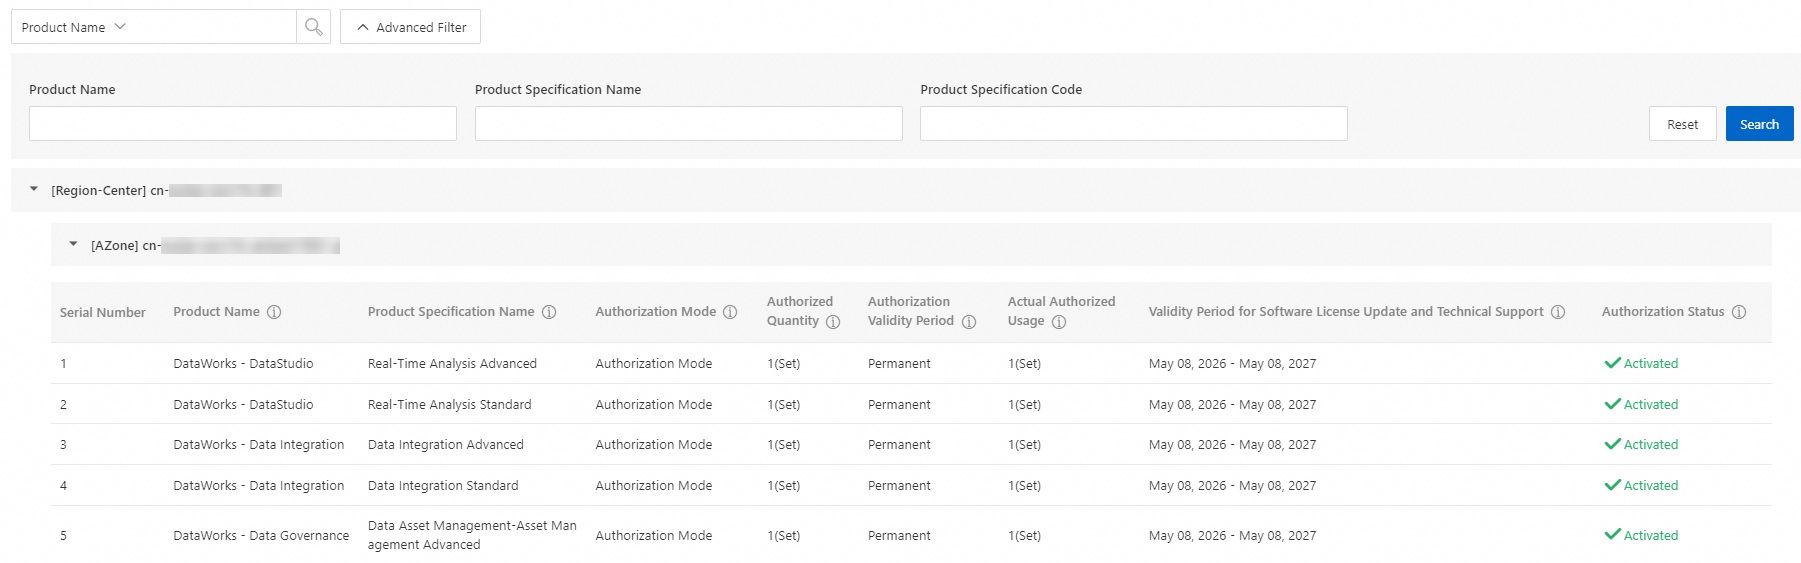 Product Name
Advanced Filter
Product Name Product Specification Name Product Specification Code
Reset Search
[Region-Center] cn-
[AZone] cn-
Serial Number Product Name Product Specification Name Authorization Mode Authorized Quantity Authorization Validity Period Actual Authorized Usage Validity Period for Software License Update and Technical Support Authorization Status
1 DataWorks - DataStudio Real-Time Analysis Advanced Authorization Mode 1(Set) Permanent 1(Set) May 08, 2026 - May 08, 2027 Activated
2 DataWorks - DataStudio Real-Time Analysis Standard Authorization Mode 1(Set) Permanent 1(Set) May 08, 2026 - May 08, 2027 Activated
3 DataWorks - Data Integration Data Integration Advanced Authorization Mode 1(Set) Permanent 1(Set) May 08, 2026 - May 08, 2027 Activated
4 DataWorks - Data Integration Data Integration Standard Authorization Mode 1(Set) Permanent 1(Set) May 08, 2026 - May 08, 2027 Activated
5 DataWorks - Data Governance Data Asset Management-Asset Man
agement Advanced Authorization Mode 1(Set) Permanent 1(Set) May 08, 2026 - May 08, 2027 Activated